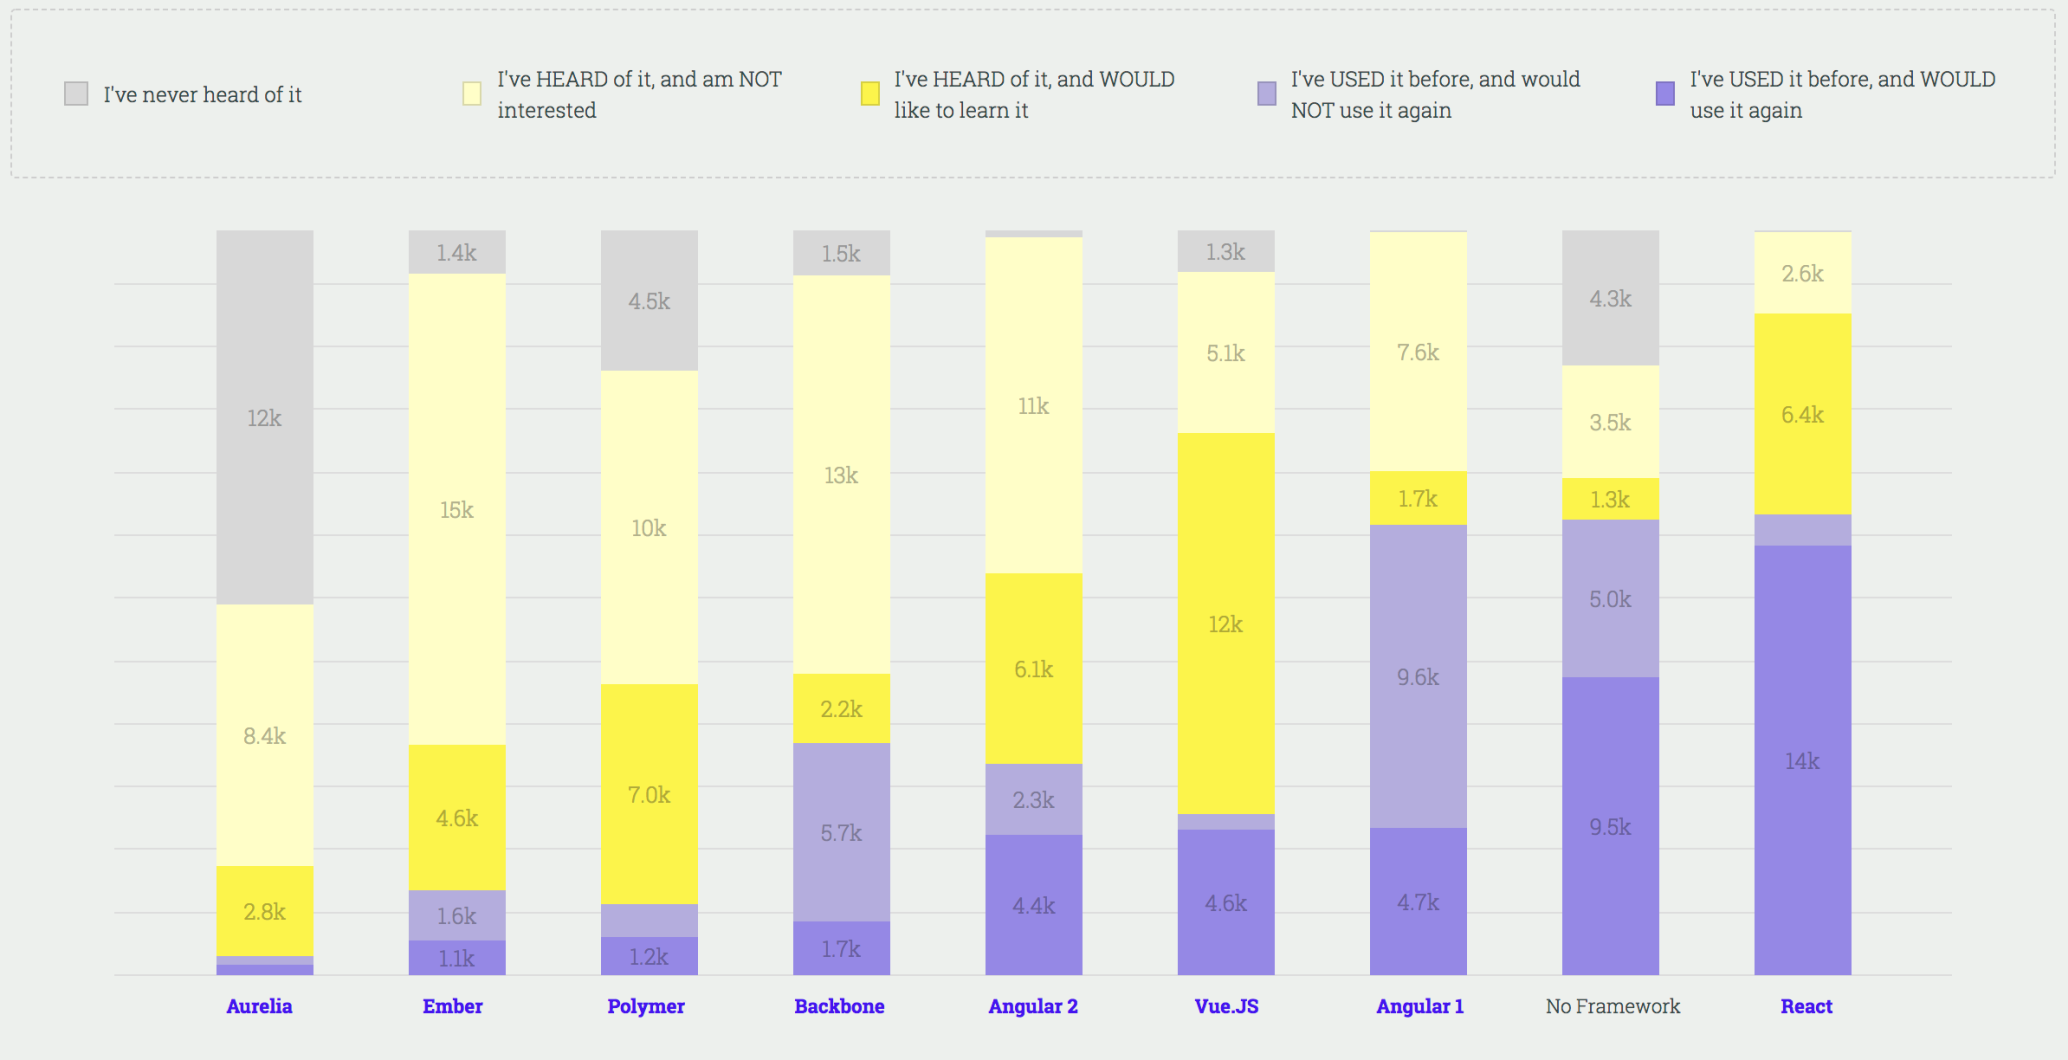 I've never heard of it
I've HEARD of it, and am NOT
interested
I've HEARD of it, and WOULD
like to learn it
I've USED it before, and would
NOT use it again
I've USED it before, and WOULD
use it again
12k
8.4k
2.8k
1.4k
15k
4.6k
1.6k
1.1k
4.5k
10k
7.0k
1.2k
1.5k
13k
2.2k
5.7k
1.7k
11k
6.1k
2.3k
4.4k
1.3k
5.1k
12k
4.6k
7.6k
1.7k
9.6k
4.7k
4.3k
3.5k
1.3k
5.0k
9.5k
2.6k
6.4k
14k
Aurelia
Ember
Polymer
Backbone
Angular 2
Vue.JS
Angular 1
No Framework
React